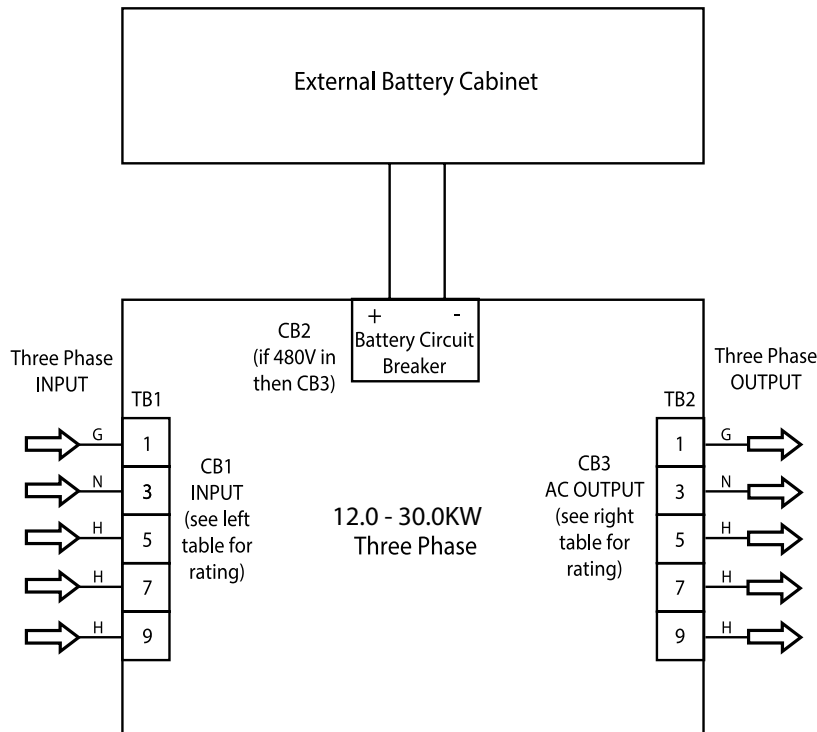 External Battery Cabinet
+ -
Battery Circuit
Breaker
CB2
(if 480V in
then CB3)
Three Phase
INPUT
TB1
G 1
N 3
H 5
H 7
H 9
CB1
INPUT
(see left
table for
rating)
12.0 - 30.0KW
Three Phase
CB3
AC OUTPUT
(see right
table for
rating)
Three Phase
OUTPUT
TB2
1 G
3 N
5 H
7 H
9 H